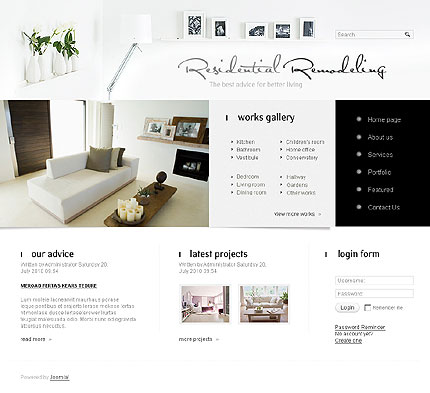 Search...
Residential Remodeling
The best advice for better living
works gallery
Kitchen
Bathroom
Vestibule
Children's room
Home office
Conservatory
Bedroom
Living room
Dining room
Hallway
Gardens
Other works
view more works »
Home page
About us
Services
Portfolio
Featured
Contact Us
our advice
Written by Administrator Saturday 20,
July 2010 09:34
read more »
latest projects
Written by Administrator Saturday 20,
July 2010 09:34
more projects »
login form
Username:
Password:
Login
Remember me
Password Reminder
No account yet?
Create one
Powered by Joomla!